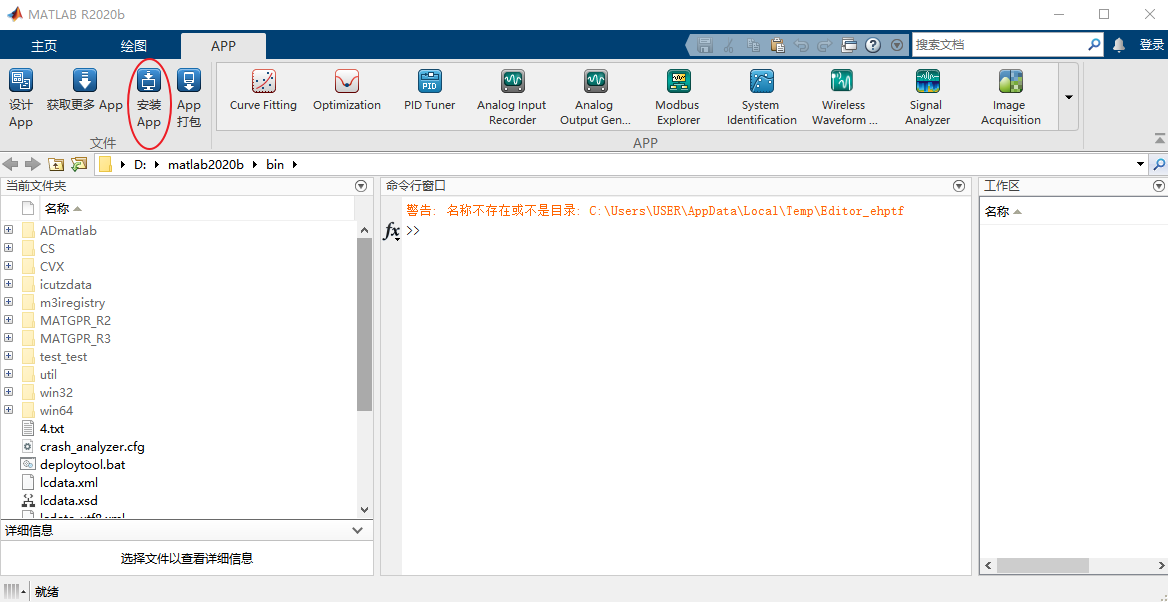 MATLAB R2020b
主页 绘图 APP 搜索文档 登录
设计 App 获取更多 App 安装 App App 打包
Curve Fitting Optimization PID Tuner Analog Input Recorder Analog Output Gen... Modbus Explorer System Identification Wireless Waveform ... Signal Analyzer Image Acquisition
文件 APP
D: matlab2020b bin
当前文件夹
名称
ADmatlab
CS
CVX
icutzdata
m3iregistry
MATGPR_R2
MATGPR_R3
test_test
util
win32
win64
4.txt
crash_analyzer.cfg
deploytool.bat
lcdata.xml
lcdata.xsd
lcdata_utf8.xml
详细信息
选择文件以查看详细信息
命令行窗口
警告: 名称不存在或不是目录: C:\Users\USER\AppData\Local\Temp\Editor_ehptf
fx >>
工作区
名称
就绪